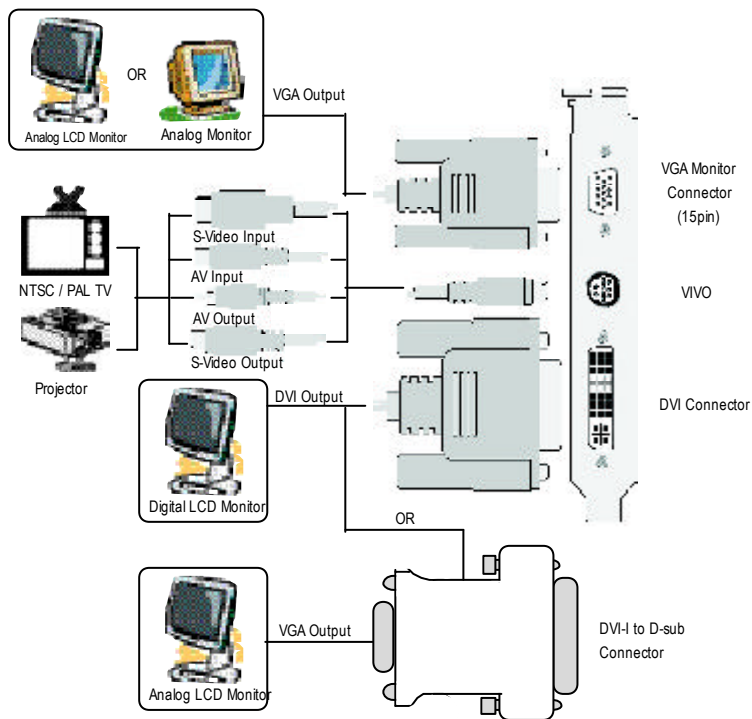 OR
Analog LCD Monitor
Analog Monitor
VGA Output
VGA Monitor
Connector
(15pin)
S-Video Input
AV Input
AV Output
S-Video Output
NTSC / PAL TV
Projector
VIVO
DVI Output
DVI Connector
Digital LCD Monitor
OR
VGA Output
Analog LCD Monitor
DVI-I to D-sub
Connector